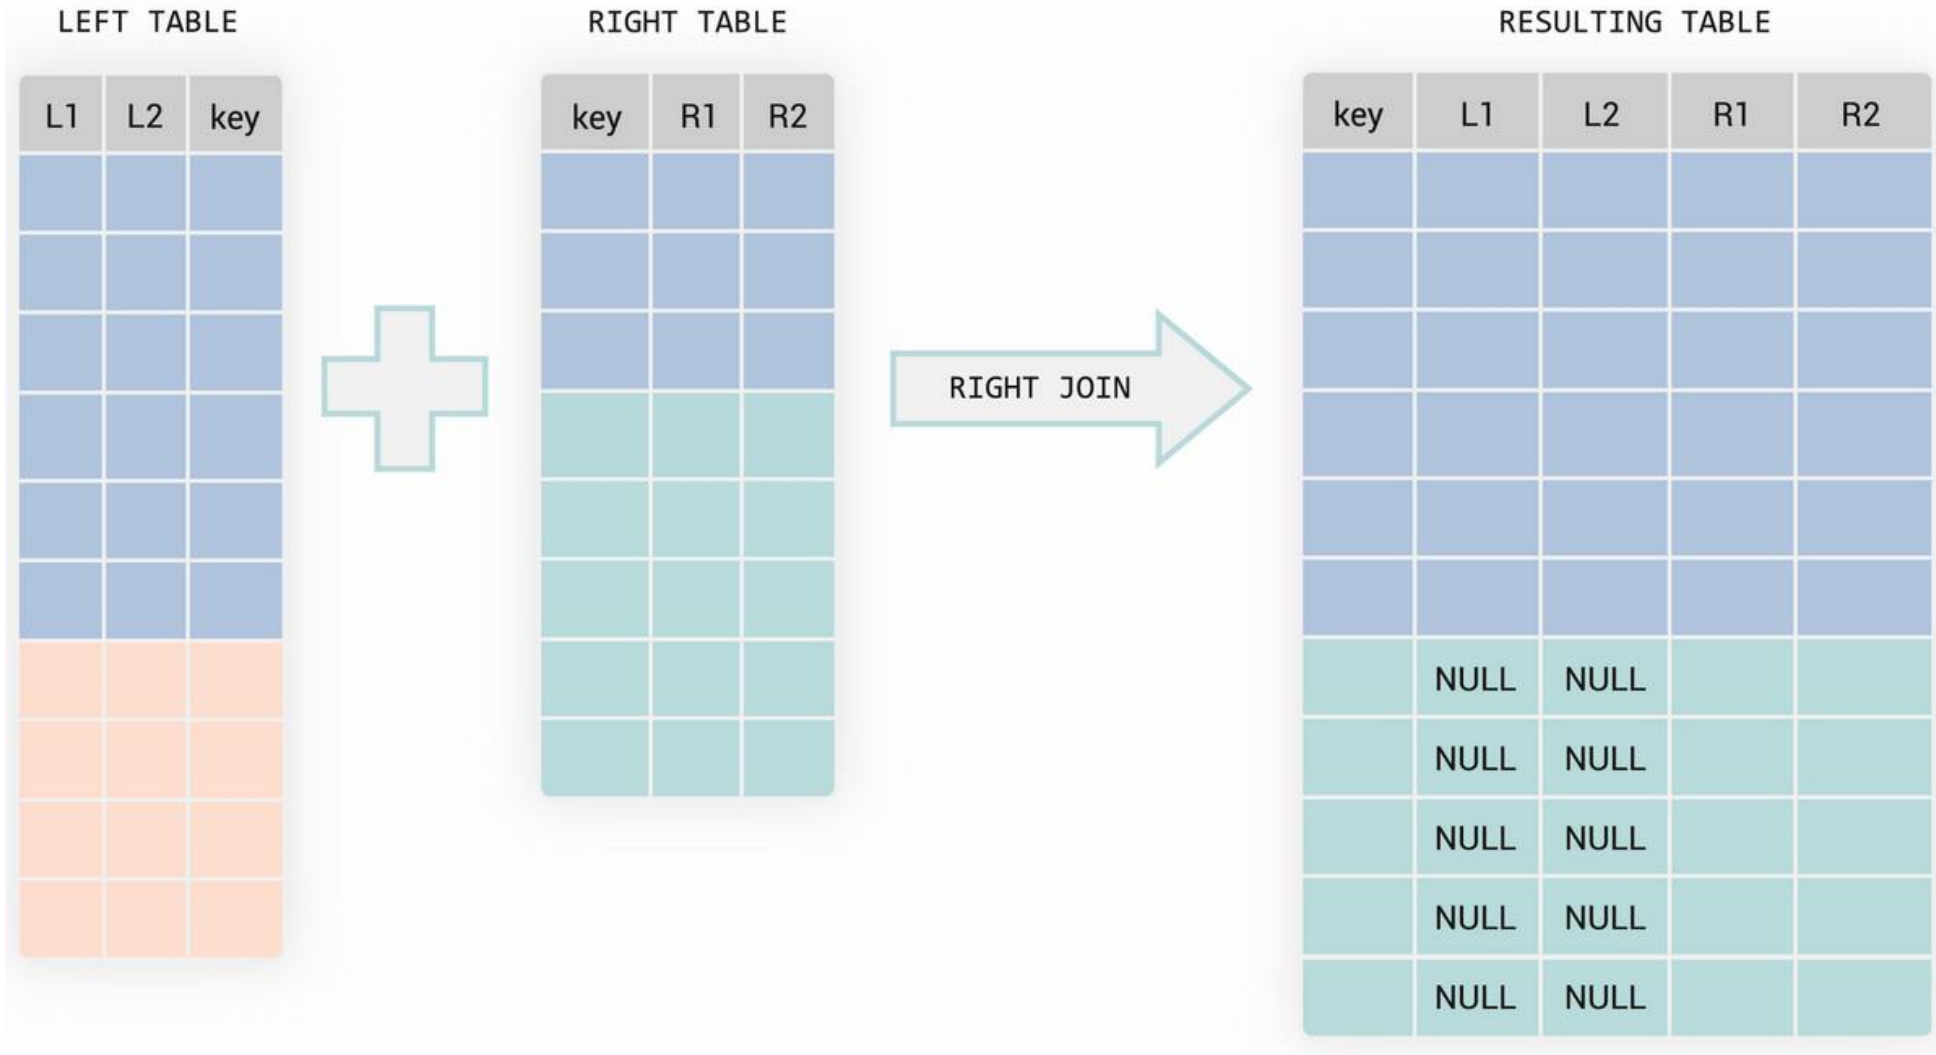 LEFT TABLE
L1 L2 key
RIGHT TABLE
key R1 R2
RIGHT JOIN
RESULTING TABLE
key L1 L2 R1 R2
NULL NULL
NULL NULL
NULL NULL
NULL NULL
NULL NULL